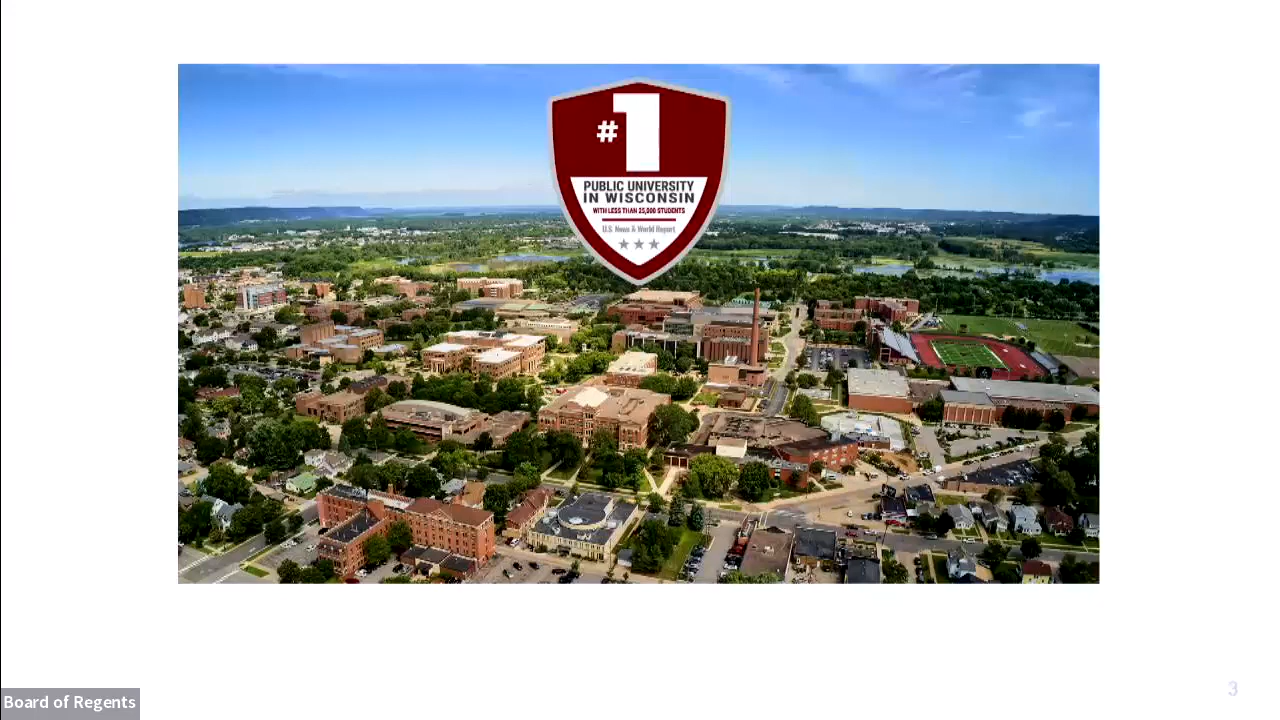 #1
PUBLIC UNIVERSITY
IN WISCONSIN
WITH LESS THAN 25,000 STUDENTS
U.S. News & World Report
Board of Regents
3